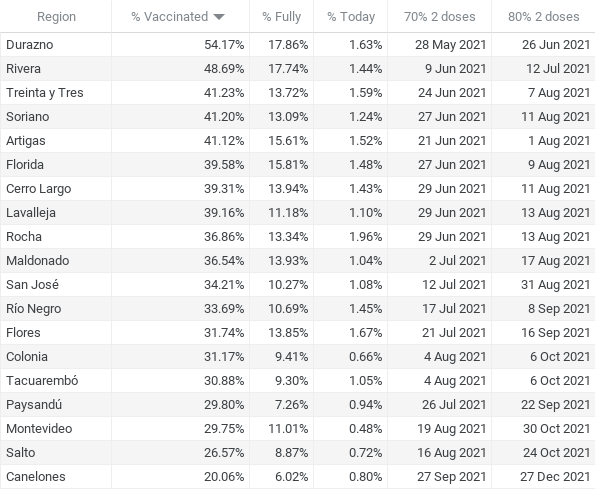 Region % Vaccinated % Fully % Today 70% 2 doses 80% 2 doses
Durazno 54.17% 17.86% 1.63% 28 May 2021 26 Jun 2021
Rivera 48.69% 17.74% 1.44% 9 Jun 2021 12 Jul 2021
Treinta y Tres 41.23% 13.72% 1.59% 24 Jun 2021 7 Aug 2021
Soriano 41.20% 13.09% 1.24% 27 Jun 2021 11 Aug 2021
Artigas 41.12% 15.61% 1.52% 21 Jun 2021 1 Aug 2021
Florida 39.58% 15.81% 1.48% 27 Jun 2021 9 Aug 2021
Cerro Largo 39.31% 13.94% 1.43% 29 Jun 2021 11 Aug 2021
Lavalleja 39.16% 11.18% 1.10% 29 Jun 2021 13 Aug 2021
Rocha 36.86% 13.34% 1.96% 29 Jun 2021 13 Aug 2021
Maldonado 36.54% 13.93% 1.04% 2 Jul 2021 17 Aug 2021
San José 34.21% 10.27% 1.08% 12 Jul 2021 31 Aug 2021
Río Negro 33.69% 10.69% 1.45% 17 Jul 2021 8 Sep 2021
Flores 31.74% 13.85% 1.67% 21 Jul 2021 16 Sep 2021
Colonia 31.17% 9.41% 0.66% 4 Aug 2021 6 Oct 2021
Tacuarembó 30.88% 9.30% 1.05% 4 Aug 2021 6 Oct 2021
Paysandú 29.80% 7.26% 0.94% 26 Jul 2021 22 Sep 2021
Montevideo 29.75% 11.01% 0.48% 19 Aug 2021 30 Oct 2021
Salto 26.57% 8.87% 0.72% 16 Aug 2021 24 Oct 2021
Canelones 20.06% 6.02% 0.80% 27 Sep 2021 27 Dec 2021